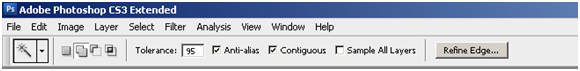 Ps Adobe Photoshop CS3 Extended
File Edit Image Layer Select Filter Analysis View Window Help
Tolerance: 95 Anti-alias Contiguous Sample All Layers Refine Edge...